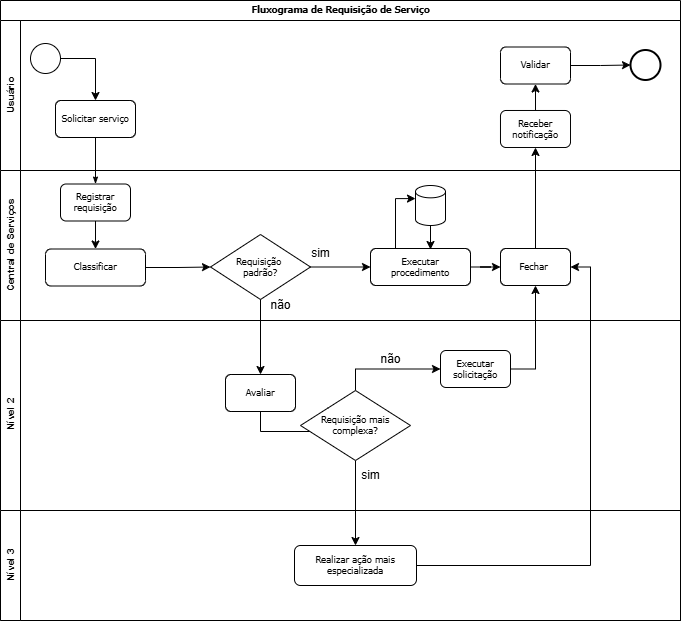 Fluxograma de Requisição de Serviço
Usuário
Solicitar serviço
Validar
Receber
notificação
Central de Serviços
Registrar
requisição
Classificar
Requisição
padrão?
sim
não
Executar
procedimento
Fechar
Nível 2
Avaliar
Requisição mais
complexa?
não
sim
Executar
solicitação
Nível 3
Realizar ação mais
especializada